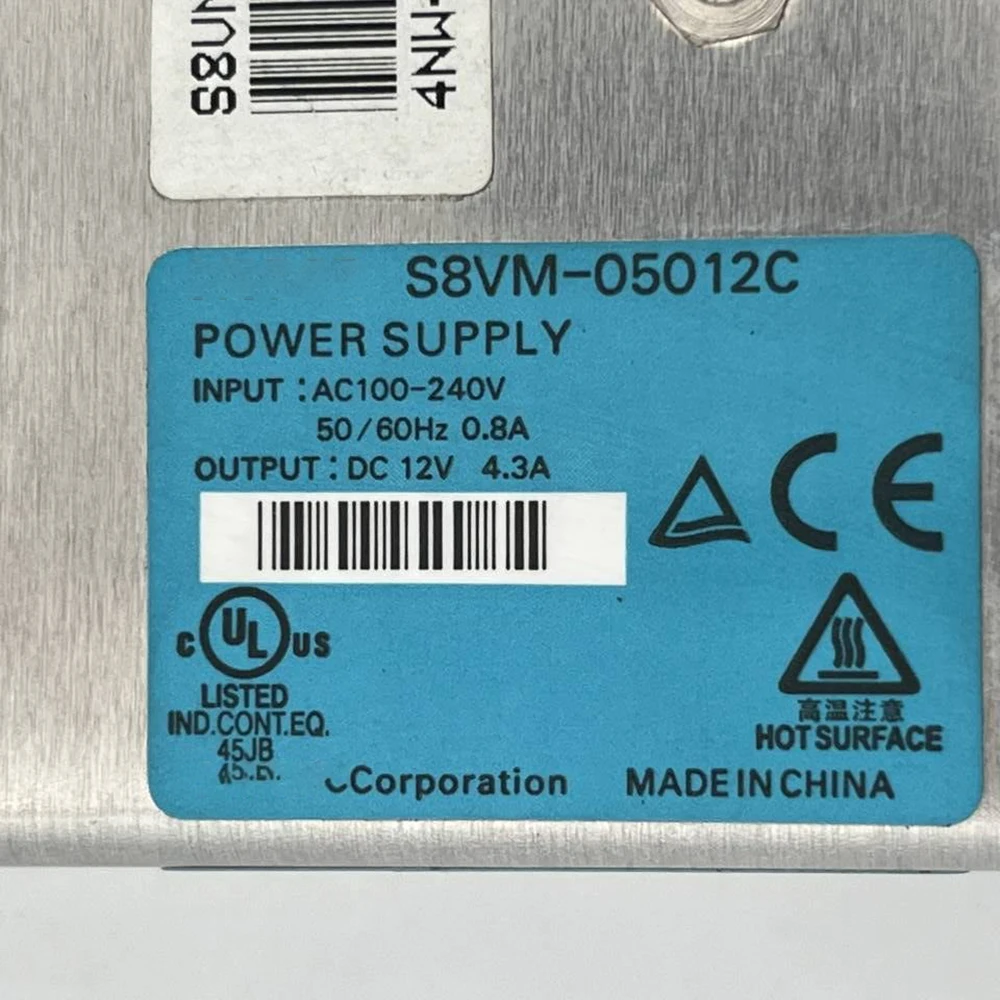 S8VM-05012C
POWER SUPPLY
INPUT : AC100-240V
50/60Hz 0.8A
OUTPUT : DC 12V 4.3A
CE
C UL US
LISTED
IND.CONT.EQ.
45JB
高温注意
HOT SURFACE
Corporation MADE IN CHINA